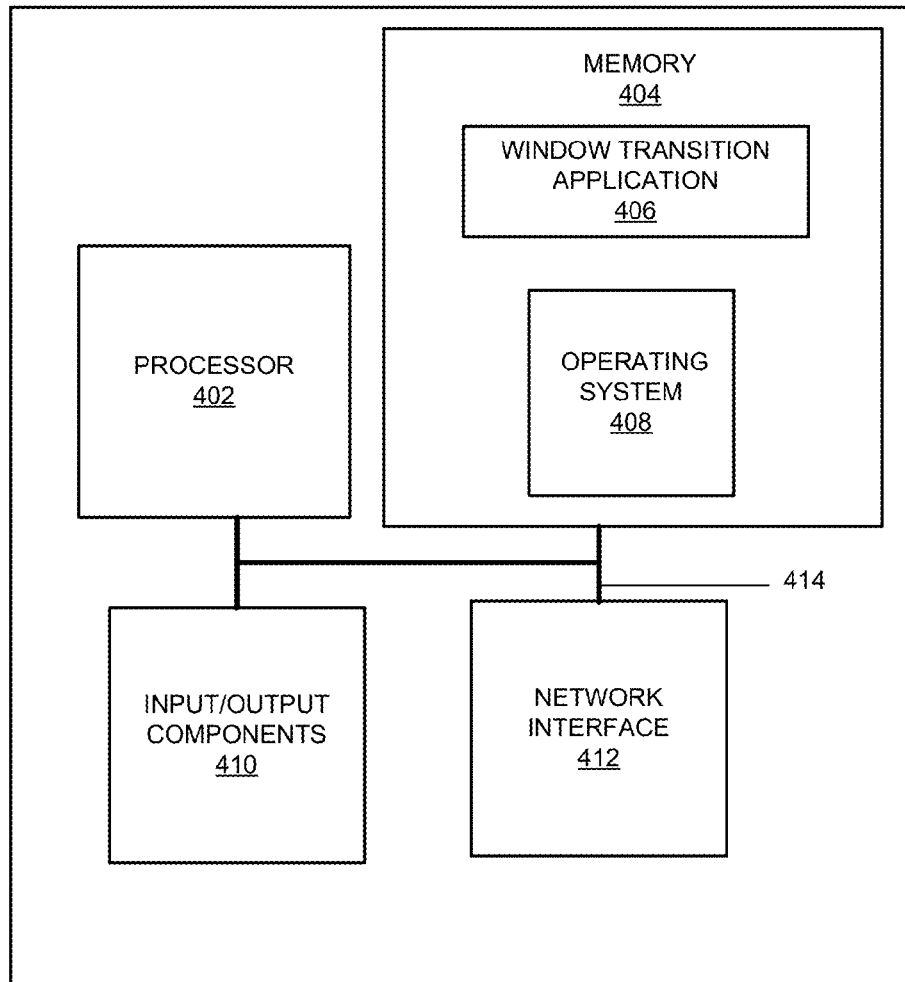 MEMORY
404
WINDOW TRANSITION
APPLICATION
406
PROCESSOR
402
OPERATING
SYSTEM
408
414
INPUT/OUTPUT
COMPONENTS
410
NETWORK
INTERFACE
412